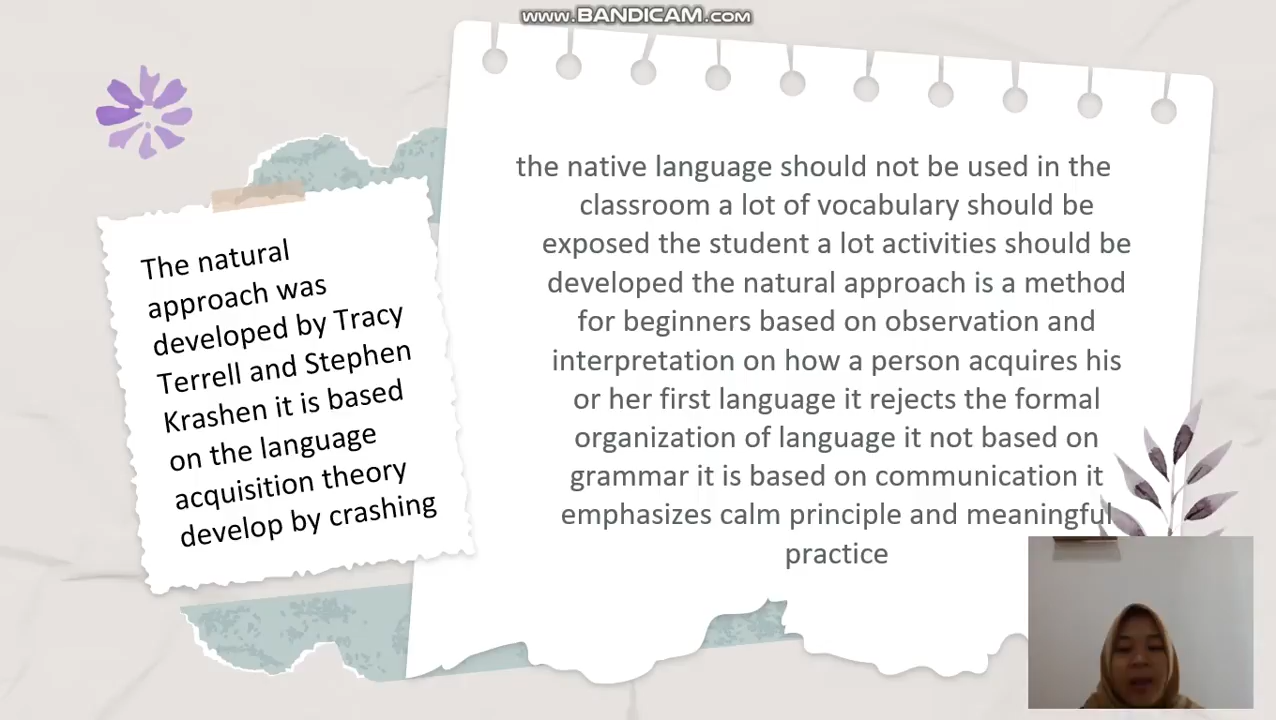 www.BANDICAM.com
The natural
approach was
developed by Tracy
Terrell and Stephen
Krashen it is based
on the language
acquisition theory
develop by crashing
the native language should not be used in the
classroom a lot of vocabulary should be
exposed the student a lot activities should be
developed the natural approach is a method
for beginners based on observation and
interpretation on how a person acquires his
or her first language it rejects the formal
organization of language it not based on
grammar it is based on communication it
emphasizes calm principle and meaningful
practice